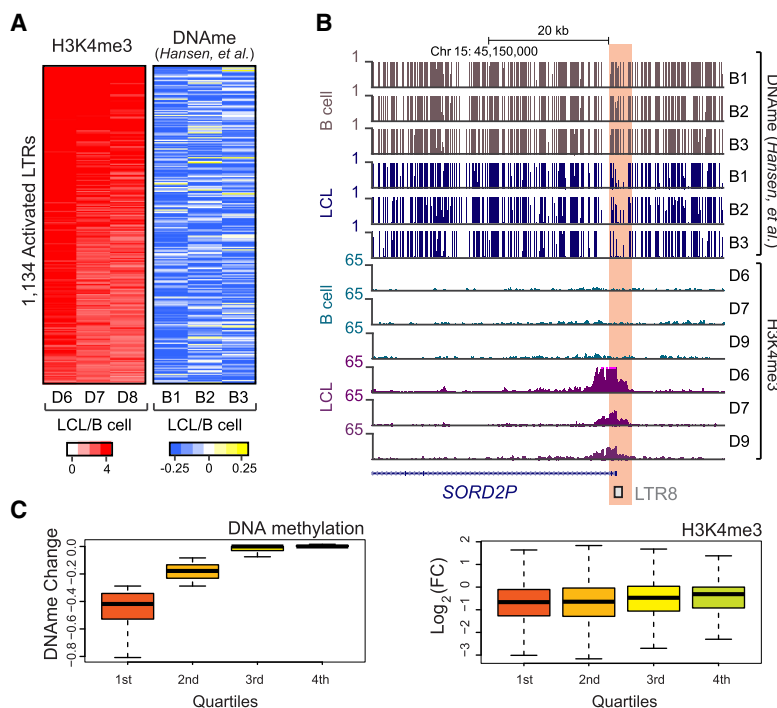 A
H3K4me3
DNAme
(Hansen, et al.)
1,134 Activated LTRs
D6 D7 D8
B1 B2 B3
LCL/B cell
LCL/B cell
0 4
-0.25 0 0.25
B
20 kb
Chr 15: 45,150,000
B cell
1 B1
1 B2
1 B3
LCL
1 B1
1 B2
1 B3
DNAme (Hansen, et al.)
B cell
65 D6
65 D7
65 D9
LCL
65 D6
65 D7
65 D9
H3K4me3
SORD2P
LTR8
C
DNA methylation
DNAme Change
0.0
-0.2
-0.4
-0.6
-0.8
1st 2nd 3rd 4th
Quartiles
H3K4me3
Log2(FC)
2
1
0
-1
-2
-3
1st 2nd 3rd 4th
Quartiles